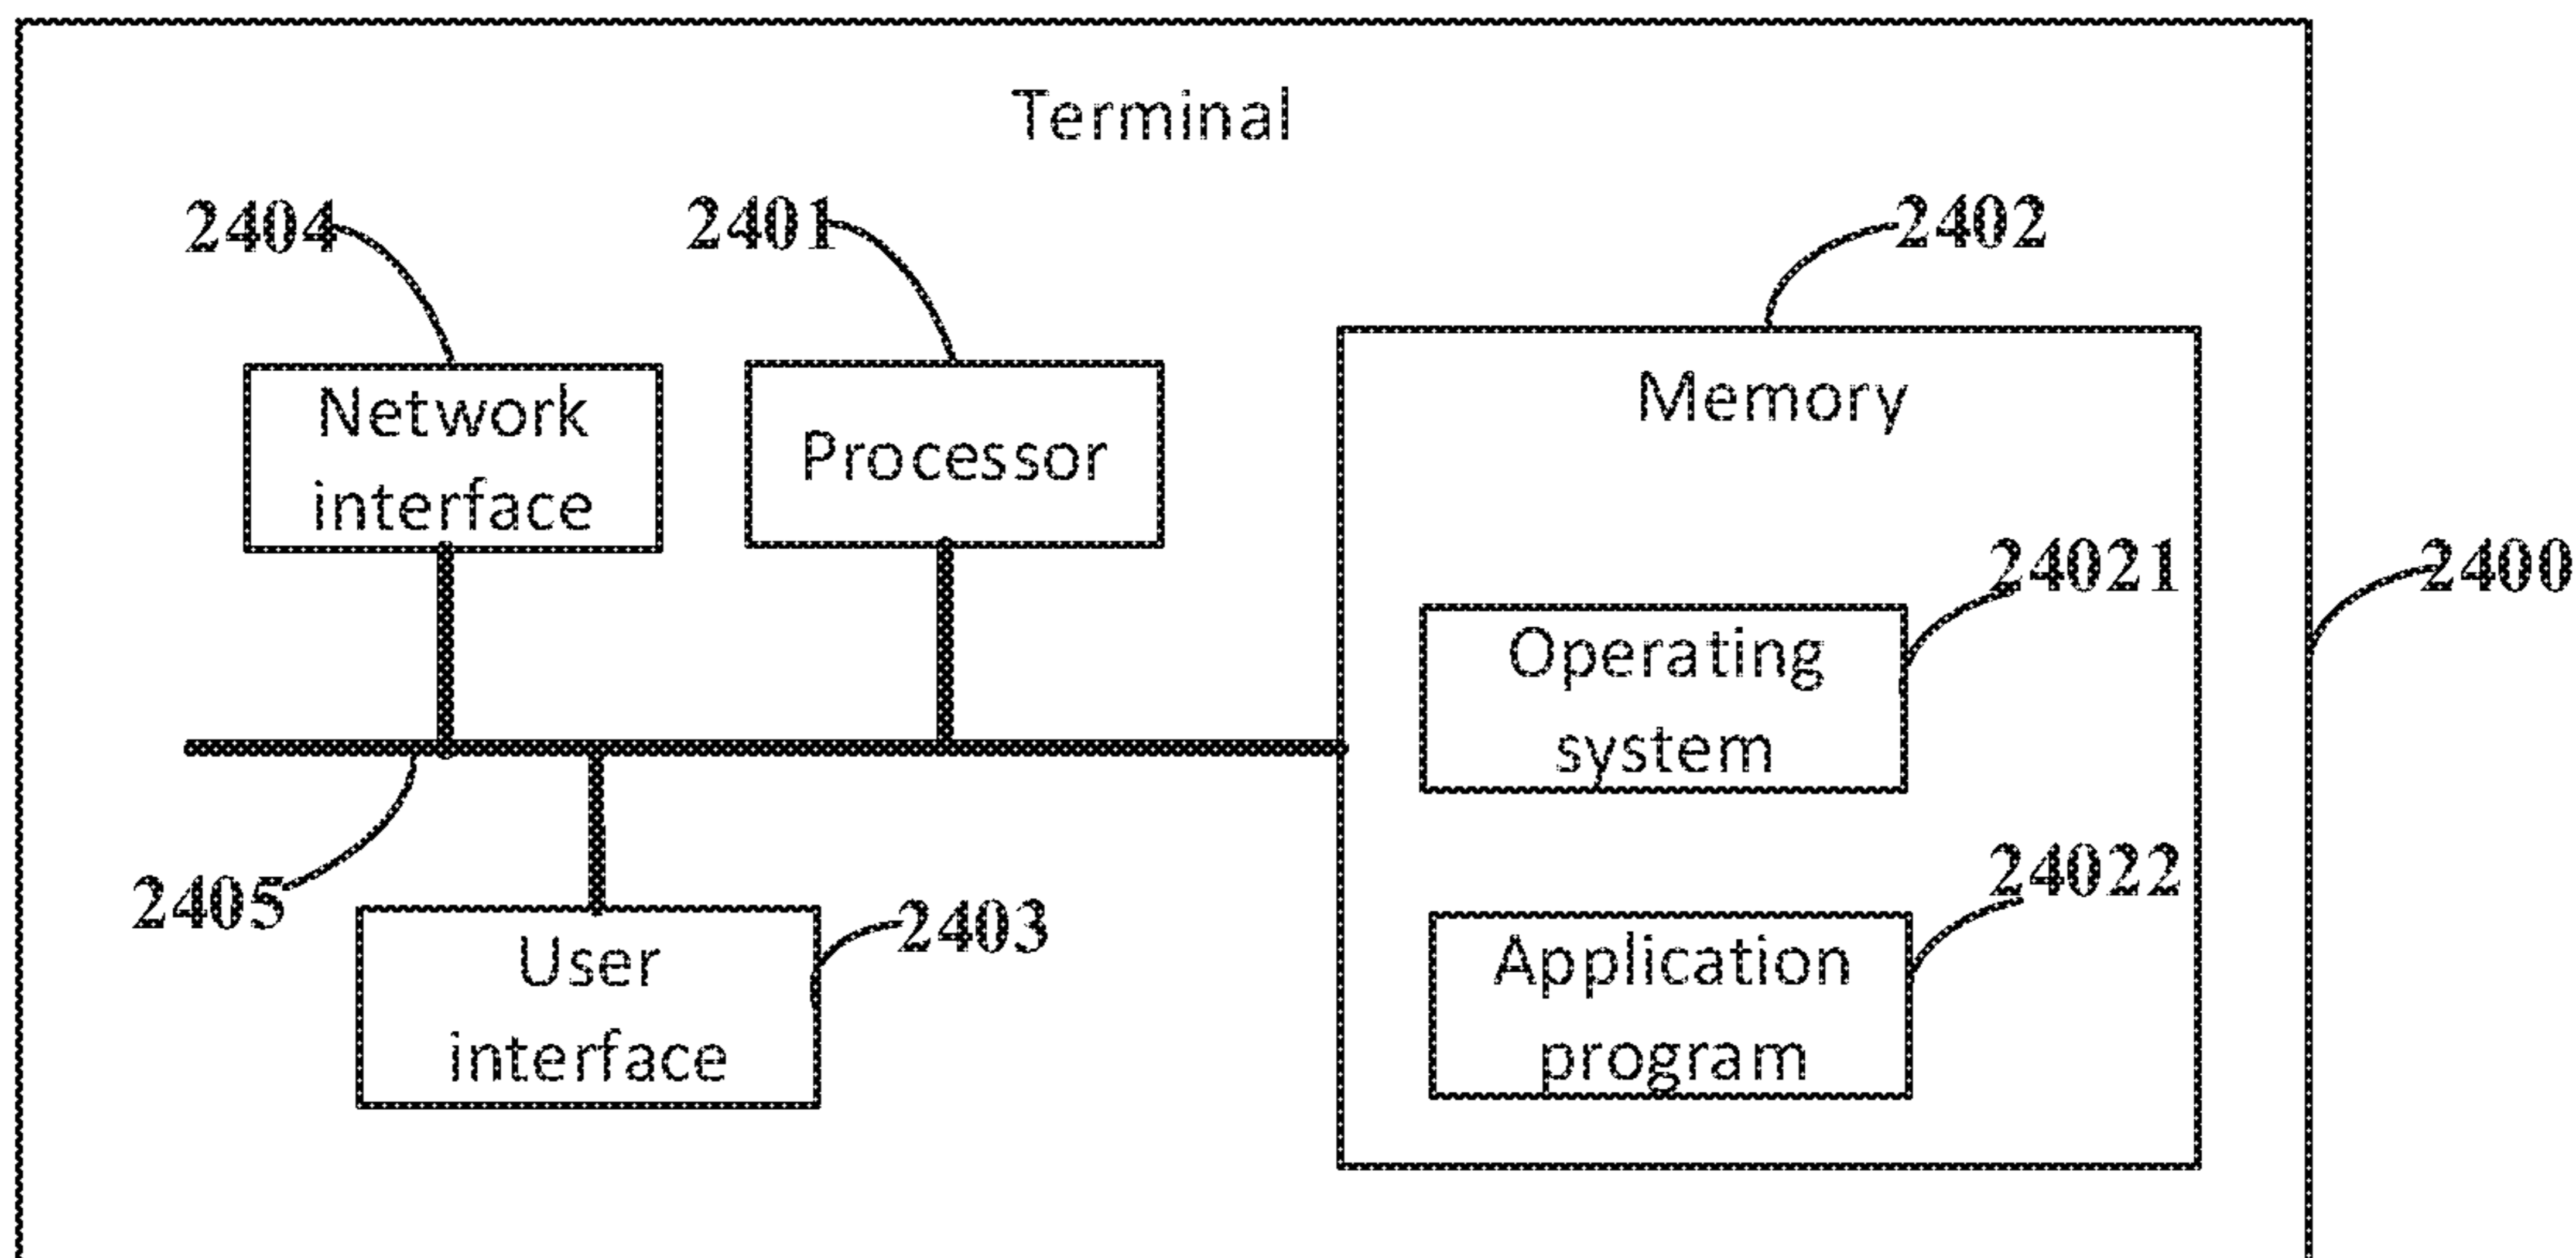 Terminal
2404
2401
2402
Network
interface
Processor
Memory
24021
2400
Operating
system
24022
2405
2403
User
interface
Application
program